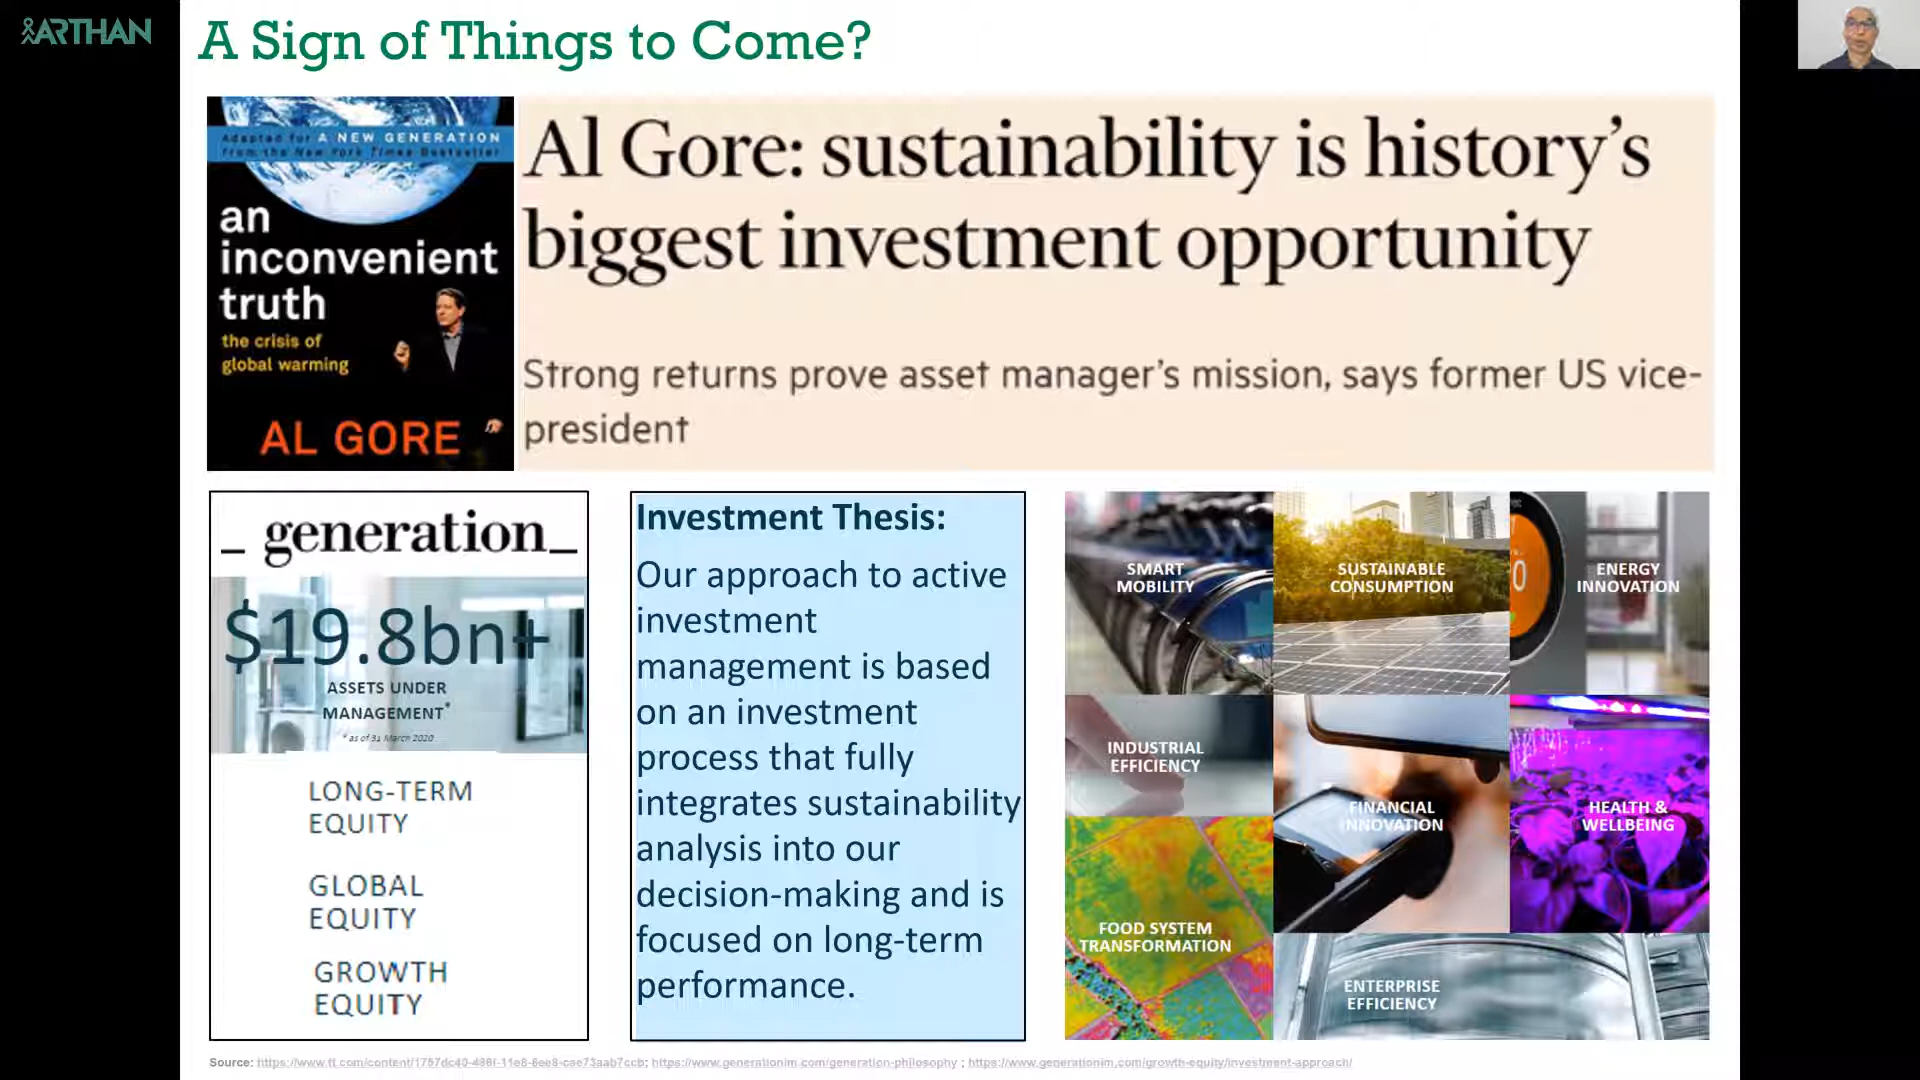 ARTHAN
A Sign of Things to Come?
Adapted for A NEW GENERATION
From the New York Times Bestseller
an
inconvenient
truth
the crisis of
global warming
AL GORE
Al Gore: sustainability is history's
biggest investment opportunity
Strong returns prove asset manager's mission, says former US vice-
president
_ generation_
$19.8bn+
ASSETS UNDER
MANAGEMENT*
* as of 31 March 2020
LONG-TERM
EQUITY
GLOBAL
EQUITY
GROWTH
EQUITY
Investment Thesis:
Our approach to active
investment
management is based
on an investment
process that fully
integrates sustainability
analysis into our
decision-making and is
focused on long-term
performance.
SMART
MOBILITY
SUSTAINABLE
CONSUMPTION
ENERGY
INNOVATION
INDUSTRIAL
EFFICIENCY
FINANCIAL
INNOVATION
HEALTH &
WELLBEING
FOOD SYSTEM
TRANSFORMATION
ENTERPRISE
EFFICIENCY
Source: https://www.generationim.com/generation-philosophy ; https://www.generationim.com/growth-equity/investment-approach/